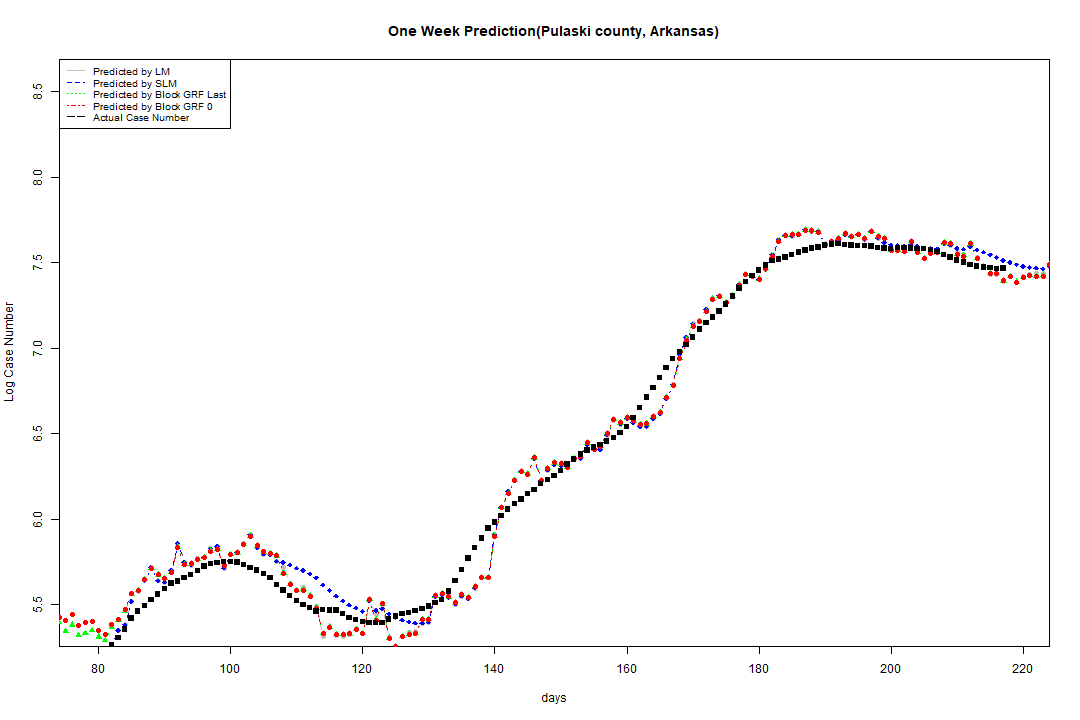 One Week Prediction(Pulaski county, Arkansas)
Predicted by LM
Predicted by SLM
Predicted by Block GRF Last
Predicted by Block GRF 0
Actual Case Number
8.5
8.0
7.5
7.0
6.5
6.0
5.5
Log Case Number
80 100 120 140 160 180 200 220
days